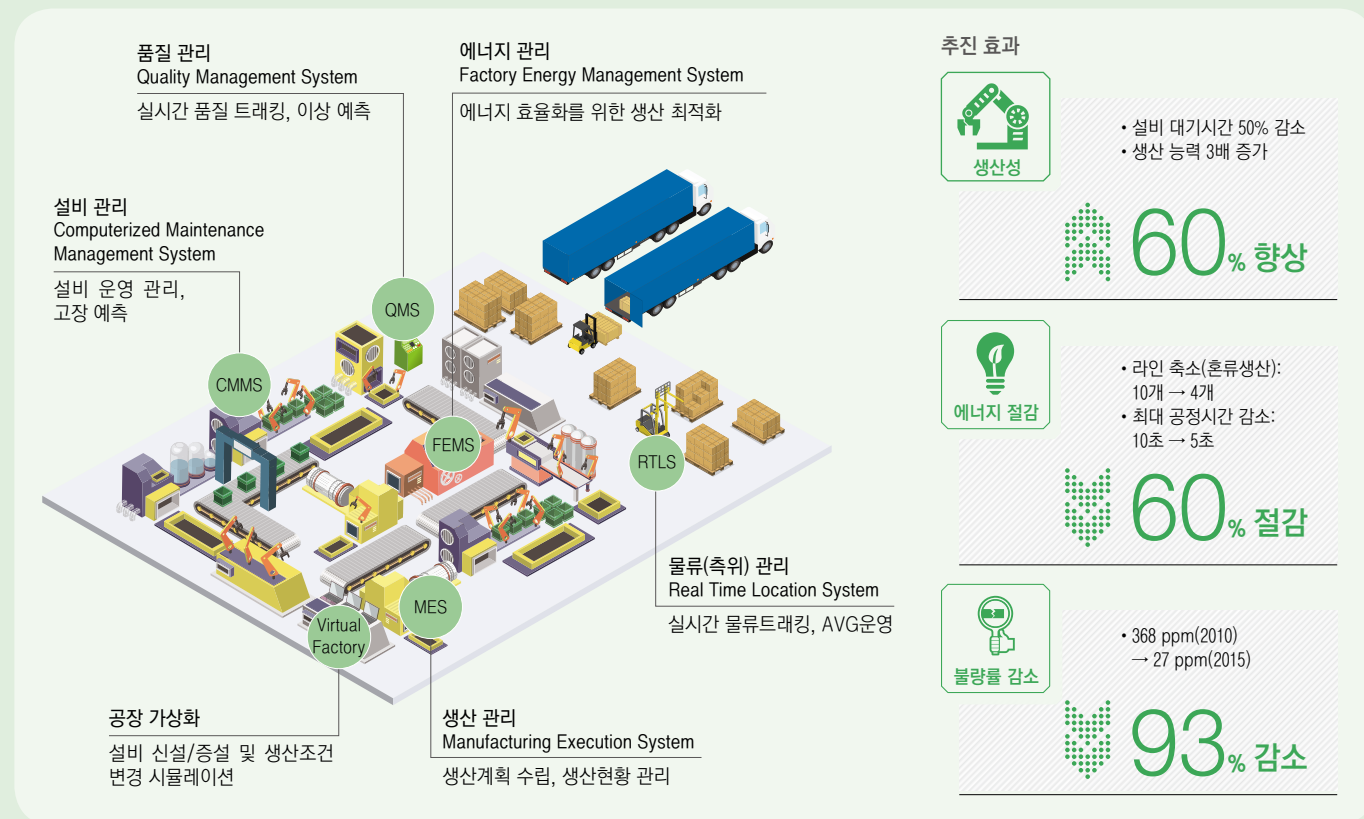 품질 관리
Quality Management System
실시간 품질 트래킹, 이상 예측
에너지 관리
Factory Energy Management System
에너지 효율화를 위한 생산 최적화
설비 관리
Computerized Maintenance
Management System
설비 운영 관리,
고장 예측
QMS
CMMS
FEMS
RTLS
MES
Virtual
Factory
물류(측위) 관리
Real Time Location System
실시간 물류트래킹, AVG운영
공장 가상화
설비 신설/증설 및 생산조건
변경 시뮬레이션
생산 관리
Manufacturing Execution System
생산계획 수립, 생산현황 관리
추진 효과
생산성
• 설비 대기시간 50% 감소
• 생산 능력 3배 증가
60% 향상
에너지 절감
• 라인 축소(혼류생산):
10개 → 4개
• 최대 공정시간 감소:
10초 → 5초
60% 절감
불량률 감소
• 368 ppm(2010)
→ 27 ppm(2015)
93% 감소